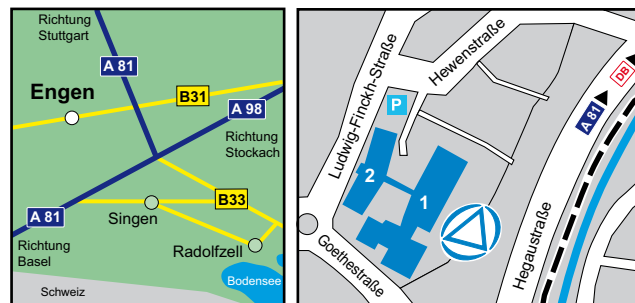 Richtung
Stuttgart
A 81
Engen
B31
A 98
Richtung
Stockach
B33
A 81
Singen
Richtung
Basel
Radolfzell
Schweiz
Bodensee
Ludwig-Finckh-Straße
Hewenstraße
P
DB
A 81
2
1
Hegaustraße
Goethestraße